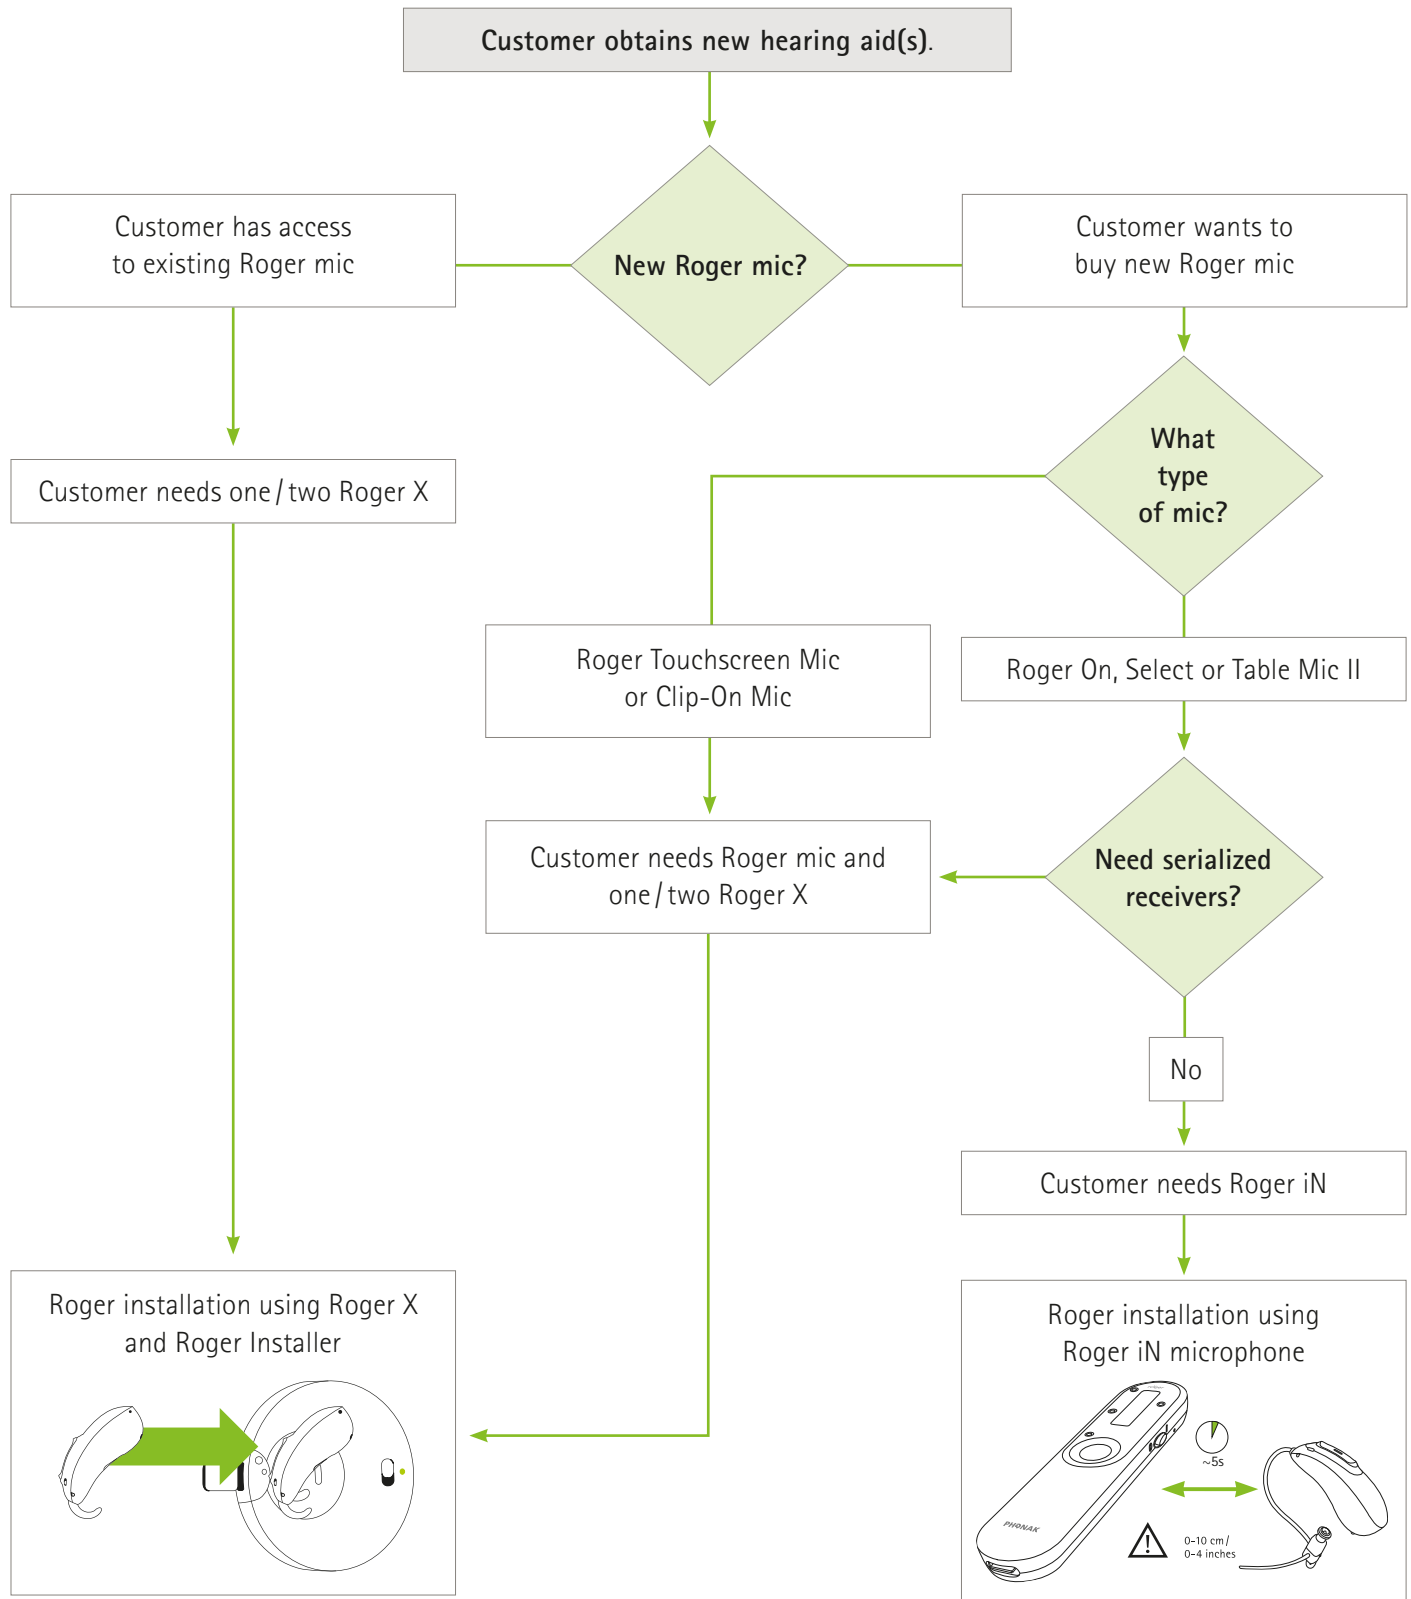 Customer obtains new hearing aid(s).
New Roger mic?
Customer has access
to existing Roger mic
Customer wants to
buy new Roger mic
What
type
of mic?
Customer needs one / two Roger X
Roger Touchscreen Mic
or Clip-On Mic
Roger On, Select or Table Mic II
Customer needs Roger mic and
one / two Roger X
Need serialized
receivers?
No
Customer needs Roger iN
Roger installation using Roger X
and Roger Installer
Roger installation using
Roger iN microphone
~5s
PHONAK
0-10 cm /
0-4 inches